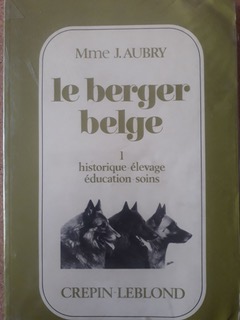 Mme J. AUBRY
le berger
belge
I
historique élevage
éducation soins
CREPIN LEBLOND